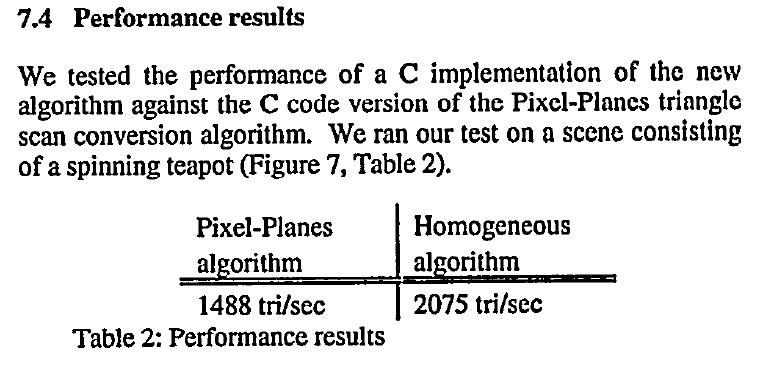 7.4 Performance results
We tested the performance of a C implementation of the new
algorithm against the C code version of the Pixel-Planes triangle
scan conversion algorithm. We ran our test on a scene consisting
of a spinning teapot (Figure 7, Table 2).
Pixel-Planes Homogeneous
algorithm algorithm
1488 tri/sec 2075 tri/sec
Table 2: Performance results